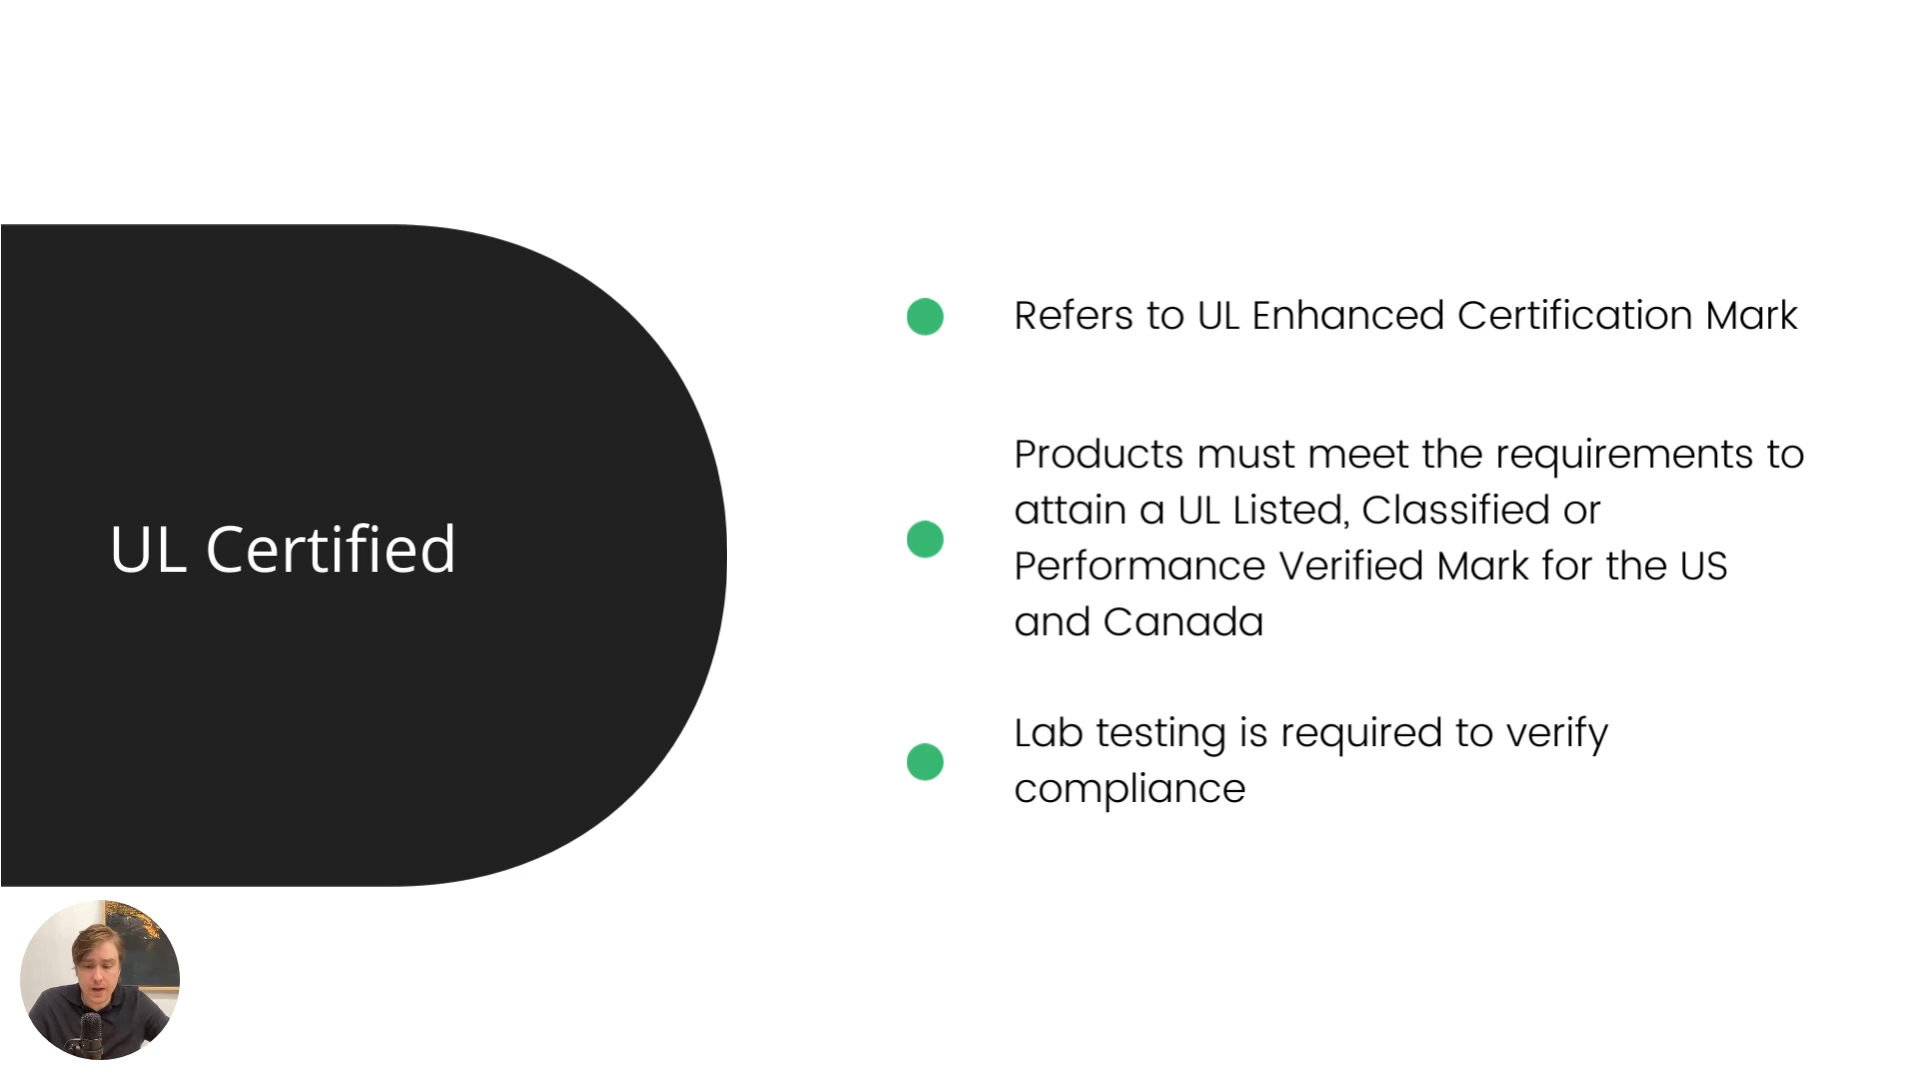 UL Certified
Refers to UL Enhanced Certification Mark
Products must meet the requirements to
attain a UL Listed, Classified or
Performance Verified Mark for the US
and Canada
Lab testing is required to verify
compliance